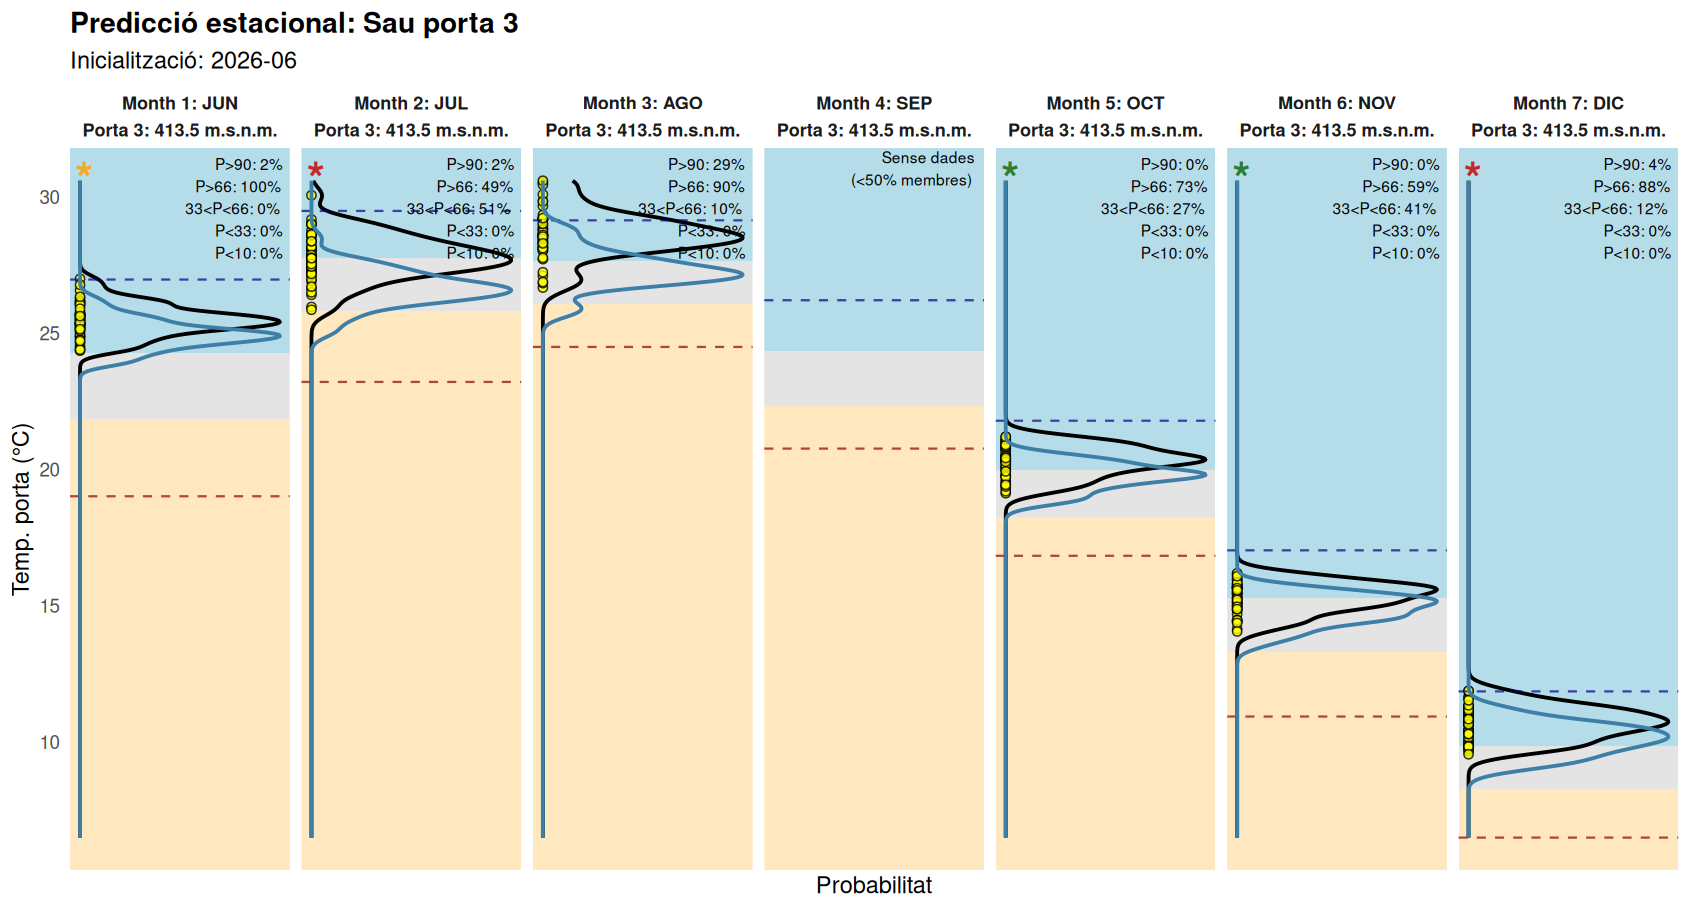 Predicció estacional: Sau porta 3
Inicialització: 2026-06
Month 1: JUN
Porta 3: 413.5 m.s.n.m.
Month 2: JUL
Porta 3: 413.5 m.s.n.m.
Month 3: AGO
Porta 3: 413.5 m.s.n.m.
Month 4: SEP
Porta 3: 413.5 m.s.n.m.
Month 5: OCT
Porta 3: 413.5 m.s.n.m.
Month 6: NOV
Porta 3: 413.5 m.s.n.m.
Month 7: DIC
Porta 3: 413.5 m.s.n.m.
P>90: 2%
P>66: 100%
33<P<66: 0%
P<33: 0%
P<10: 0%
P>90: 2%
P>66: 49%
33<P<66: 51%
P<33: 0%
P<10: 0%
P>90: 29%
P>66: 90%
33<P<66: 10%
P<33: 0%
P<10: 0%
Sense dades
(<50% membres)
P>90: 0%
P>66: 73%
33<P<66: 27%
P<33: 0%
P<10: 0%
P>90: 0%
P>66: 59%
33<P<66: 41%
P<33: 0%
P<10: 0%
P>90: 4%
P>66: 88%
33<P<66: 12%
P<33: 0%
P<10: 0%
30
25
20
15
10
Temp. porta (°C)
Probabilitat